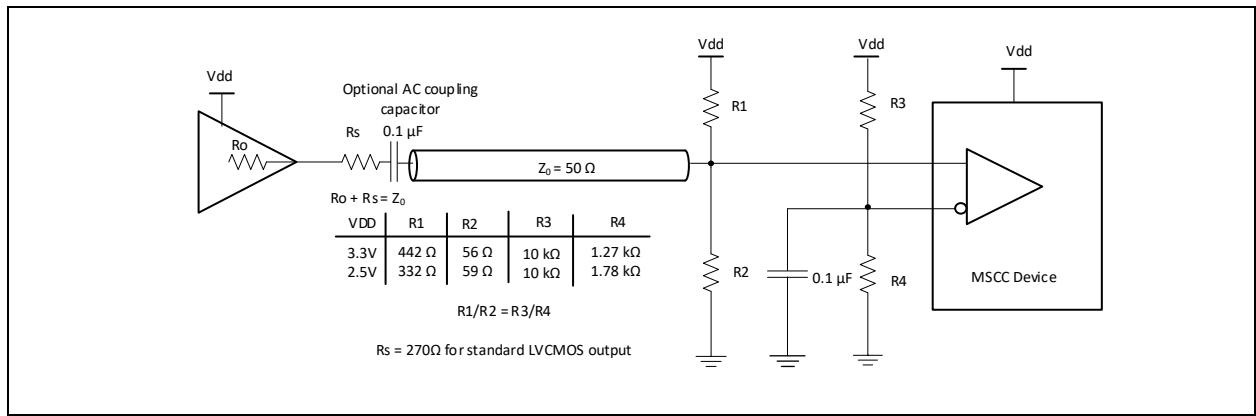 Vdd
Vdd
Vdd
Vdd
Optional AC coupling
capacitor
Rs
0.1 µF
Ro
R1
R3
Z₀ = 50 Ω
Ro + Rs = Z₀
VDD R1 R2 R3 R4
3.3V 442 Ω 56 Ω 10 kΩ 1.27 kΩ
2.5V 332 Ω 59 Ω 10 kΩ 1.78 kΩ
R2
0.1 µF
R4
MSCC Device
R1/R2 = R3/R4
Rs = 270Ω for standard LVCMOS output